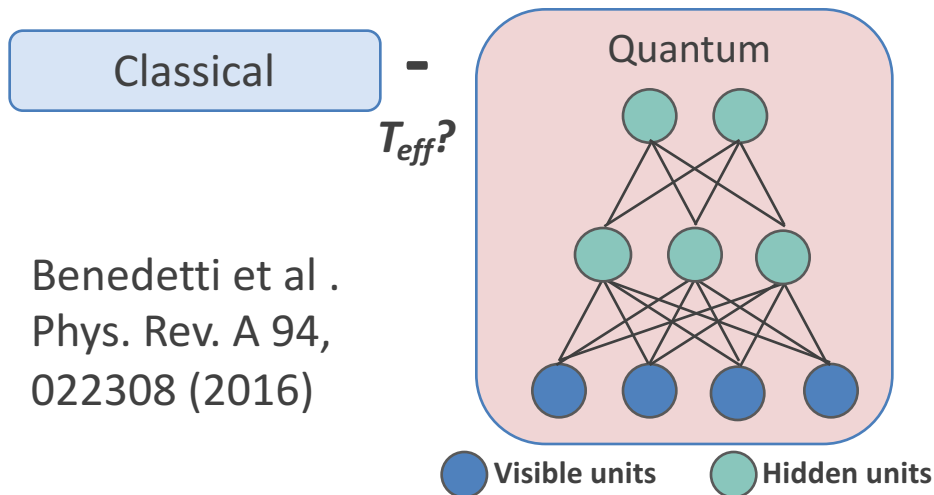 Classical
-
Quantum
Teff?
Benedetti et al .
Phys. Rev. A 94,
022308 (2016)
Visible units
Hidden units